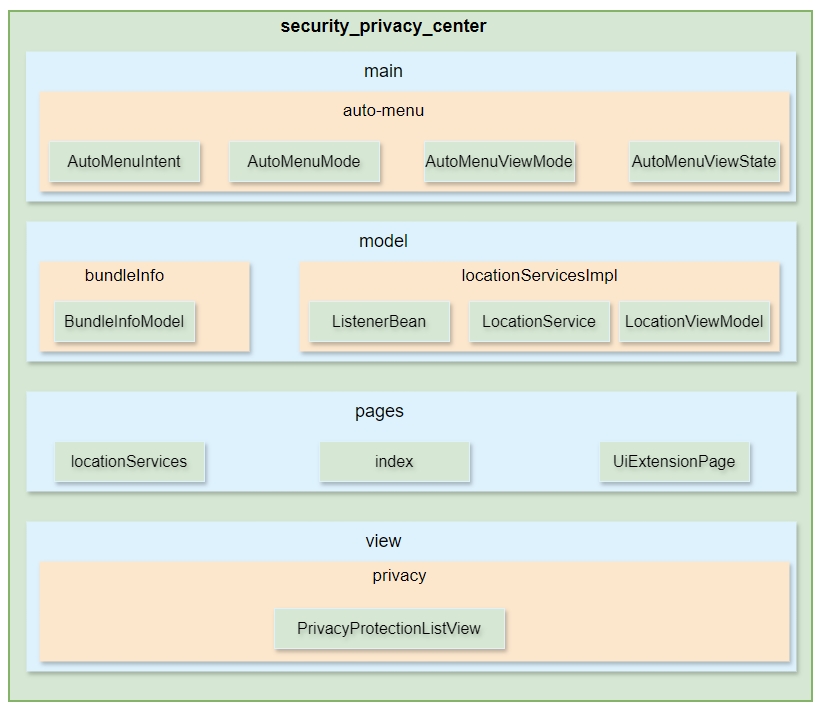 security_privacy_center
main
auto-menu
AutoMenuIntent
AutoMenuMode
AutoMenuViewMode
AutoMenuViewState
model
bundleInfo
locationServicesImpl
BundleInfoModel
ListenerBean
LocationService
LocationViewModel
pages
locationServices
index
UiExtensionPage
view
privacy
PrivacyProtectionListView